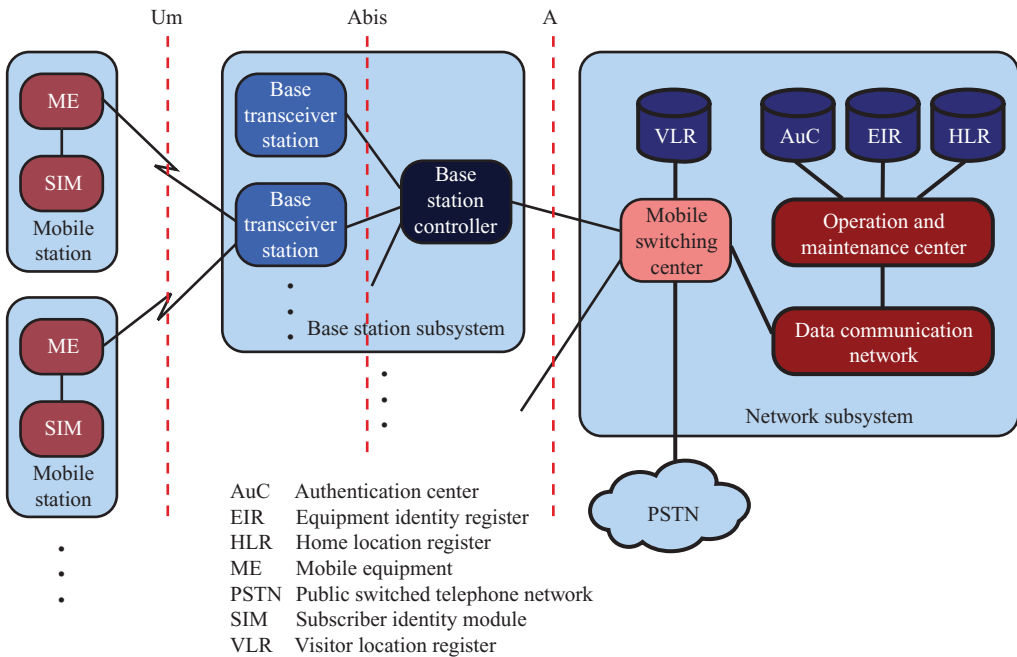 Um
Abis
A
ME
SIM
Mobile
station
ME
SIM
Mobile
station
Base
transceiver
station
Base
transceiver
station
Base
station
controller
Base station subsystem
VLR
AuC
EIR
HLR
Mobile
switching
center
Operation and
maintenance center
Data communication
network
Network subsystem
PSTN
AuC Authentication center
EIR Equipment identity register
HLR Home location register
ME Mobile equipment
PSTN Public switched telephone network
SIM Subscriber identity module
VLR Visitor location register